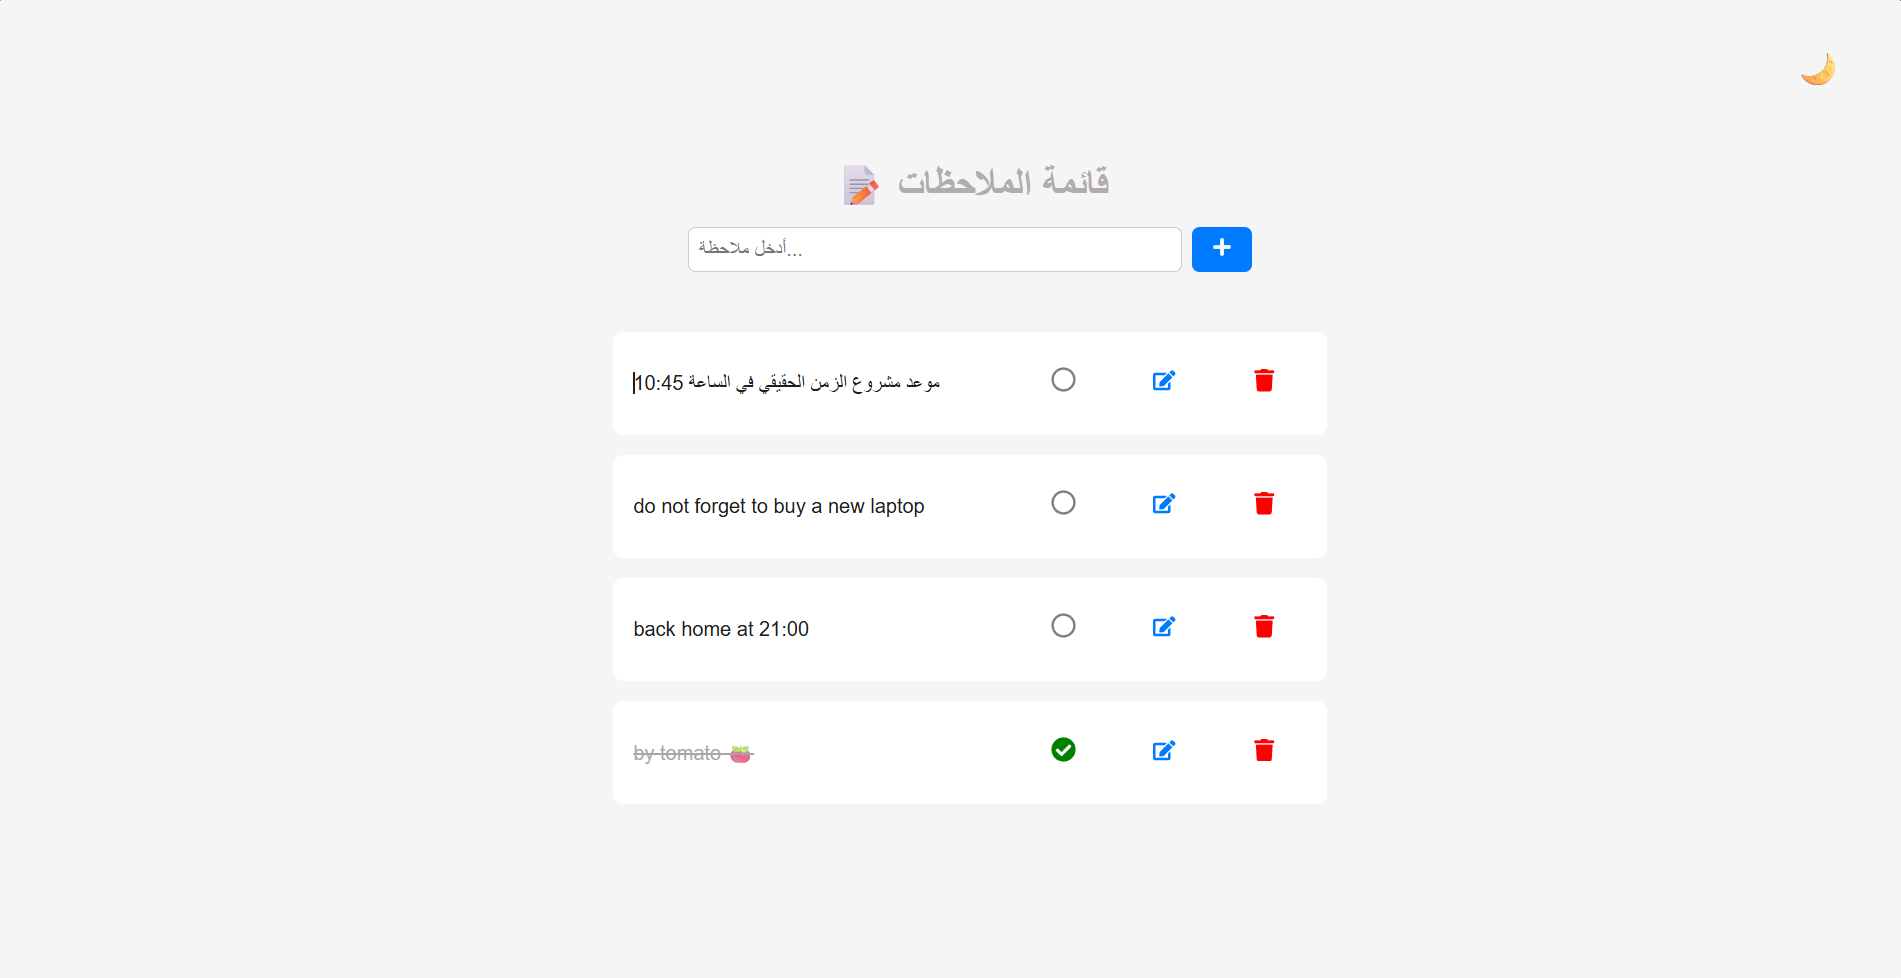 قائمة الملاحظات 📝
أدخل ملاحظة...
موعد مشروع الزمن الحقيقي في الساعة 10:45
do not forget to buy a new laptop
back home at 21:00
by tomato 🍅